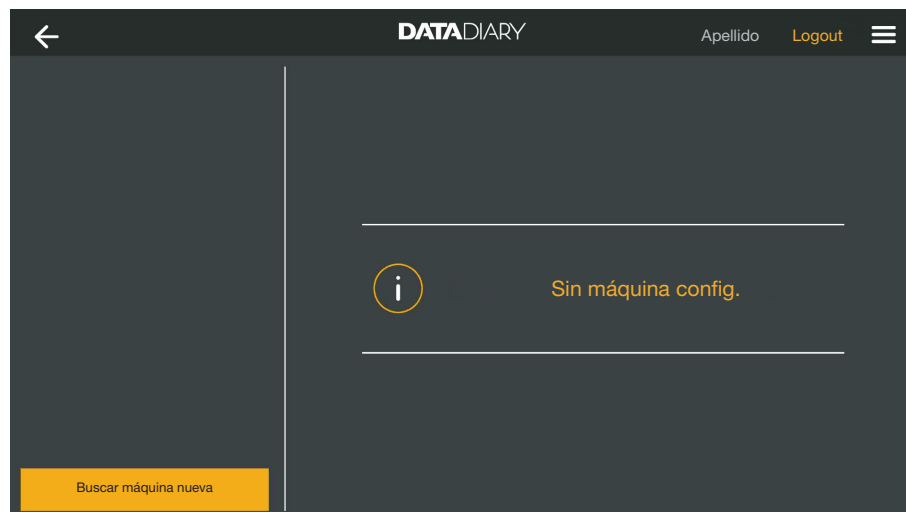 DATADIARY
Apellido
Logout
Sin máquina config.
Buscar máquina nueva